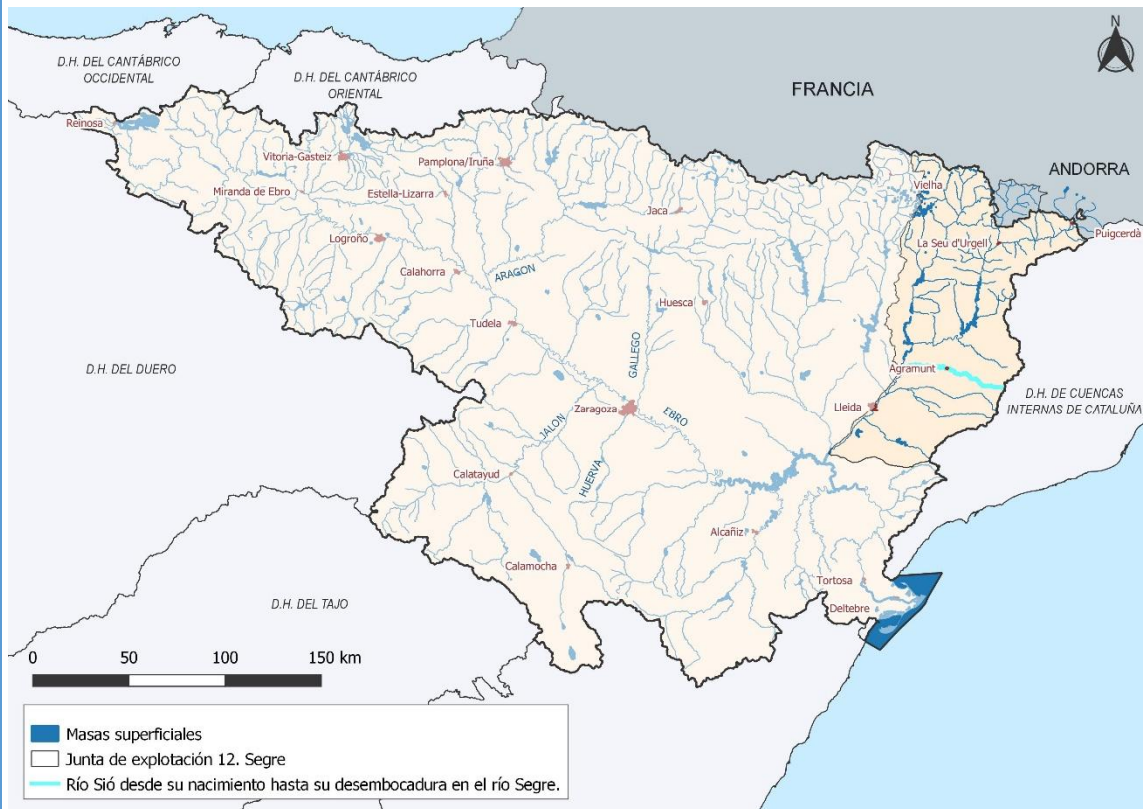 D.H. DEL CANTÁBRICO
OCCIDENTAL
D.H. DEL CANTÁBRICO
ORIENTAL
FRANCIA
N
ANDORRA
Reinosa
Vitoria-Gasteiz
Pamplona/Iruña
Miranda de Ebro
Estella-Lizarra
Vielha
Jaca
La Seu d'Urgell
Puigcerdà
Logroño
Calahorra
ARAGON
Huesca
Tudela
GALLEGO
D.H. DEL DUERO
Agramunt
D.H. DE CUENCAS
INTERNAS DE CATALUÑA
Zaragoza
EBRO
Lleida
JALON
Calatayud
HUERVA
Alcañiz
Calamocha
Tortosa
Deltebre
D.H. DEL TAJO
0 50 100 150 km
Masas superficiales
Junta de explotación 12. Segre
Río Sió desde su nacimiento hasta su desembocadura en el río Segre.